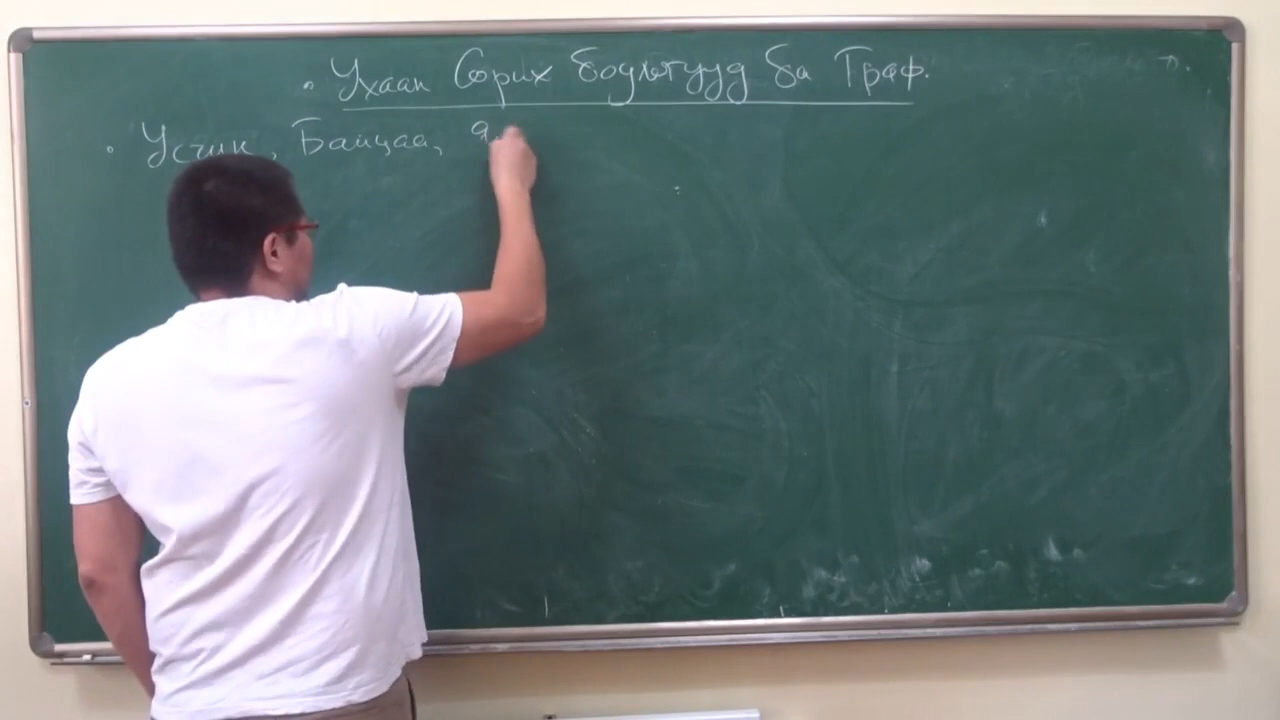 • Ухаан Сорих бодлогууд ба Граф.
• Усчин, Байцаа, я